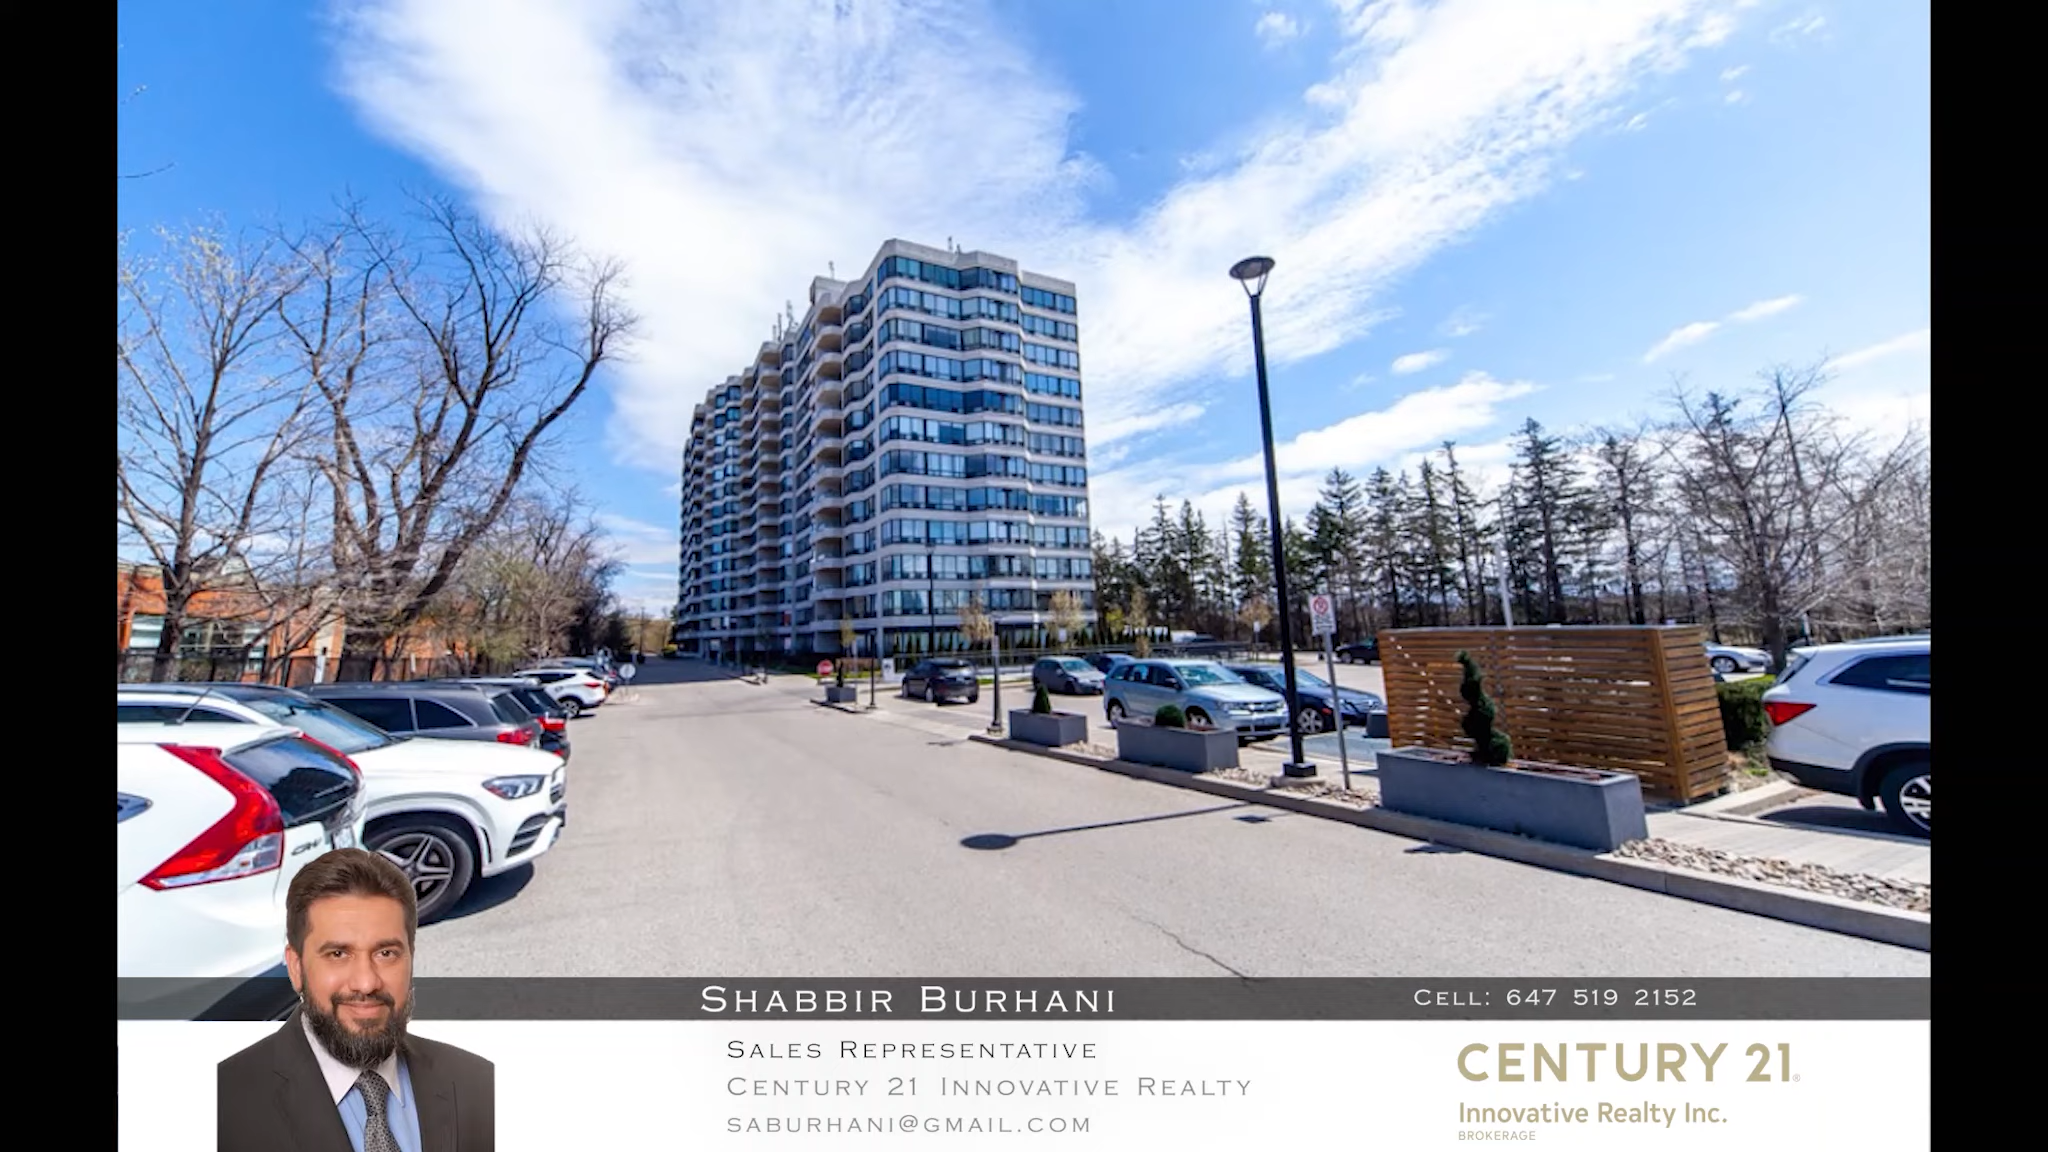 CRV
SHABBIR BURHANI
CELL: 647 519 2152
SALES REPRESENTATIVE
CENTURY 21 INNOVATIVE REALTY
SABURHANI@GMAIL.COM
CENTURY 21®
Innovative Realty Inc.
BROKERAGE